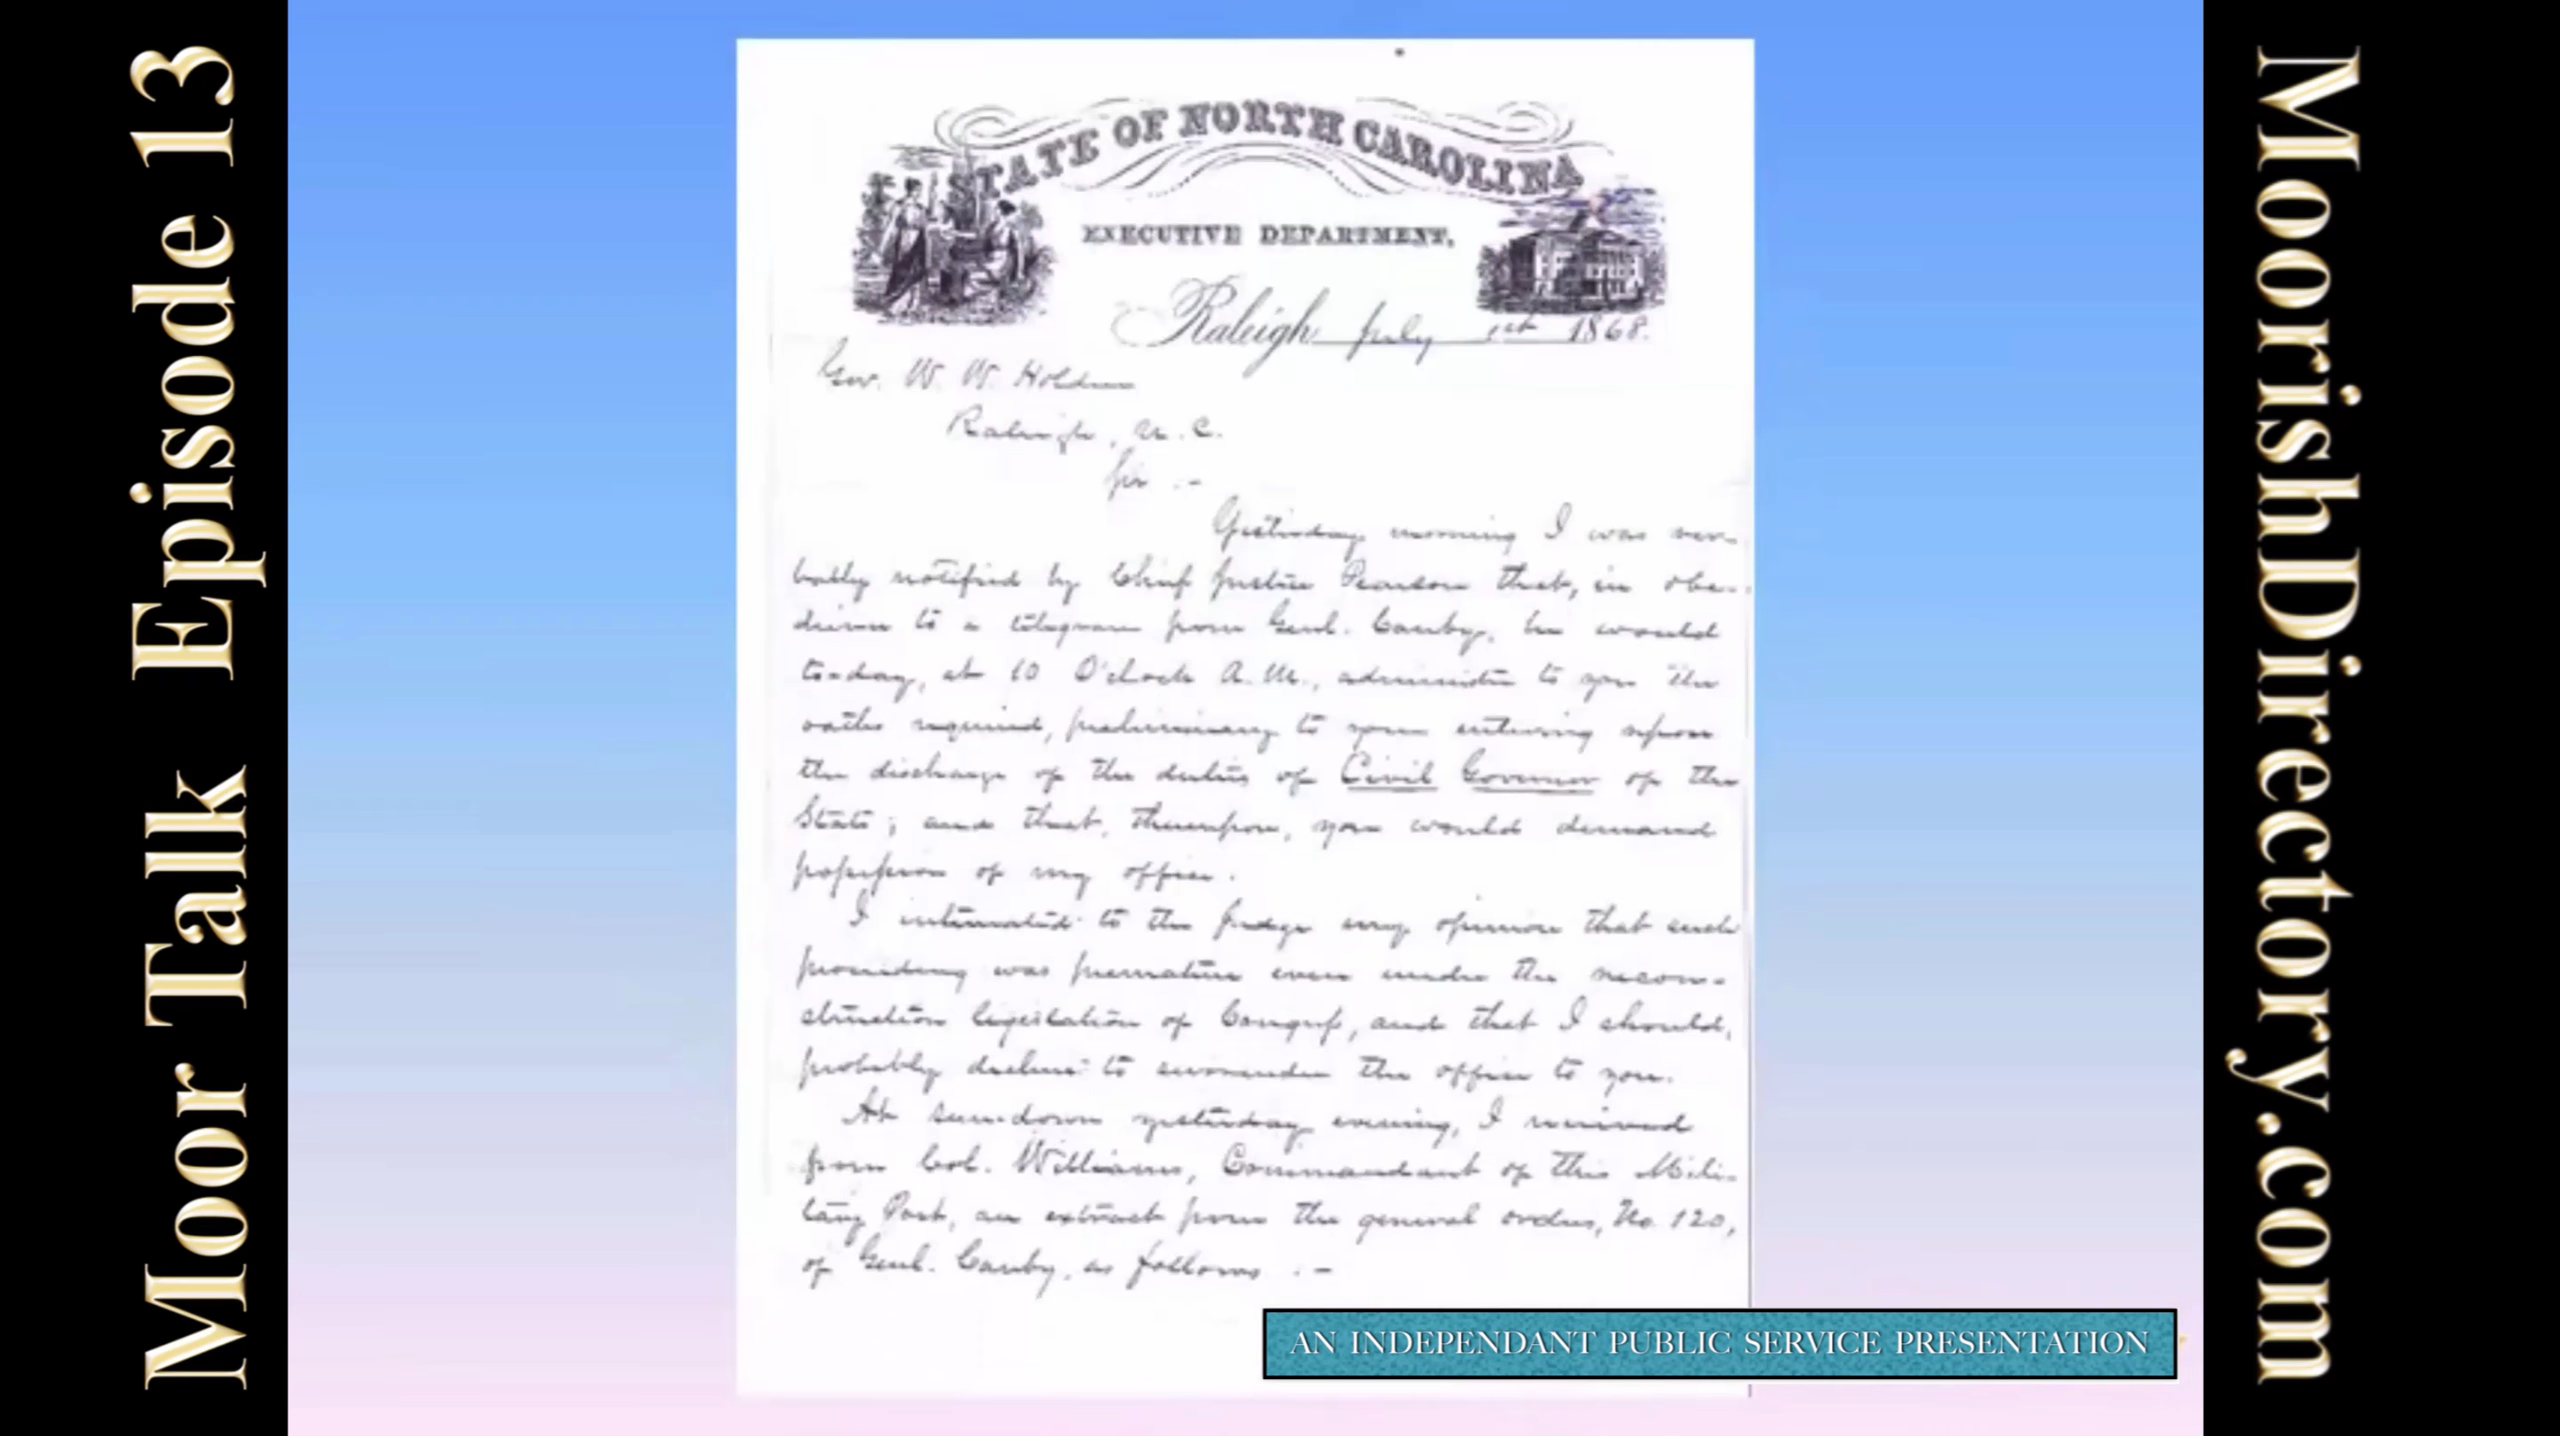 Moor Talk Episode 13
STATE OF NORTH CAROLINA
EXECUTIVE DEPARTMENT,
Raleigh July 1st 1868.
Gov. W. W. Holden
Raleigh, N. C.
Sir :-
Yesterday morning I was ver-
bally notified by Chief Justice Pearson that, in obe-
dience to a telegram from Genl. Canby, he would
to-day, at 10 O'clock A. M., administer to you the
oaths required, preliminary to your entering upon
the discharge of the duties of Civil Governor of the
State; and that, thereupon, you would demand
possession of my office.
I intimated to the Judge my opinion that such
proceeding was premature even under the recon-
struction legislation of Congress, and that I should,
probably decline to surrender the office to you.
At sun-down yesterday evening, I received
from Col. Williams, Commandant of this Mili-
tary Post, an extract from the general orders, No. 120,
of Genl. Canby, as follows :-
AN INDEPENDANT PUBLIC SERVICE PRESENTATION
MoorishDirectory.com